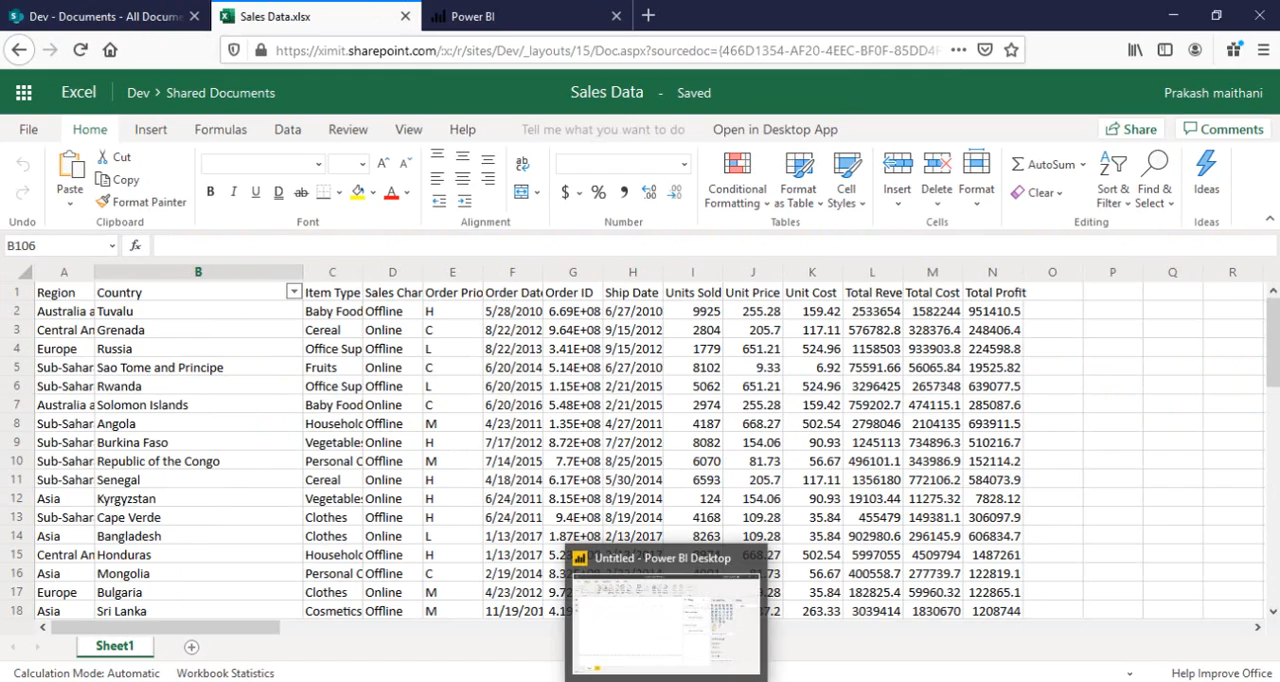 Dev - Documents - All Docume
Sales Data.xlsx
Power BI
https://ximit.sharepoint.com/:x:/r/sites/Dev/_layouts/15/Doc.aspx?sourcedoc={466D1354-AF20-4EEC-BF0F-85DD4
Excel
Dev > Shared Documents
Sales Data - Saved
Prakash maithani
File Home Insert Formulas Data Review View Help Tell me what you want to do Open in Desktop App Share Comments
Cut
Copy
Format Painter
Paste
AutoSum
Clear
Conditional Formatting
Format as Table
Cell Styles
Insert
Delete
Format
Sort & Filter
Find & Select
Ideas
Undo Clipboard Font Alignment Number Tables Cells Editing Ideas
B106 fx
A B C D E F G H I J K L M N O P Q R
1 Region Country Item Type Sales Chan Order Prio Order Date Order ID Ship Date Units Sold Unit Price Unit Cost Total Reve Total Cost Total Profit
2 Australia a Tuvalu Baby Food Offline H 5/28/2010 6.69E+08 6/27/2010 9925 255.28 159.42 2533654 1582244 951410.5
3 Central An Grenada Cereal Online C 8/22/2012 9.64E+08 9/15/2012 2804 205.7 117.11 576782.8 328376.4 248406.4
4 Europe Russia Office Sup Offline L 8/22/2013 3.41E+08 9/15/2012 1779 651.21 524.96 1158503 933903.8 224598.8
5 Sub-Sahar Sao Tome and Principe Fruits Online C 6/20/2014 5.14E+08 6/27/2010 8102 9.33 6.92 75591.66 56065.84 19525.82
6 Sub-Sahar Rwanda Office Sup Offline L 6/20/2010 1.15E+08 2/21/2015 5062 651.21 524.96 3296425 2657348 639077.5
7 Australia a Solomon Islands Baby Food Online C 6/20/2016 5.48E+08 2/21/2015 2974 255.28 159.42 759202.7 474115.1 285087.6
8 Sub-Sahar Angola Household Offline M 4/23/2011 1.35E+08 4/27/2012 4187 668.27 502.54 2798046 2104135 693911.5
9 Sub-Sahar Burkina Faso Vegetables Online H 7/17/2012 8.72E+08 4/27/2012 8082 154.06 90.93 1245113 734896.3 510216.7
10 Sub-Sahar Republic of the Congo Personal C Offline M 7/14/2015 7.7E+08 8/25/2015 6070 81.73 56.67 496101.1 343986.9 152114.2
11 Sub-Sahar Senegal Cereal Online H 4/18/2014 6.17E+08 5/30/2014 6593 205.7 117.11 1356180 772106.2 584073.9
12 Asia Kyrgyzstan Vegetables Online H 6/24/2011 8.15E+08 8/19/2014 124 154.06 90.93 19103.44 11275.32 7828.12
13 Sub-Sahar Cape Verde Clothes Offline H 6/24/2011 9.4E+08 8/19/2014 4168 109.28 35.84 455479 149381.1 306097.9
14 Asia Bangladesh Clothes Online L 1/13/2017 1.87E+08 2/13/2017 8263 109.28 35.84 902980.6 296145.9 606834.7
15 Central An Honduras Household Offline H 1/13/2017 502.54 5997055 4509794 1487261
16 Asia Mongolia Personal C Offline C 2/19/2014 56.67 400558.7 277739.7 122819.1
17 Europe Bulgaria Clothes Online M 35.84 182825.4 59960.32 122865.1
18 Asia Sri Lanka Cosmetics Offline M 11/19/201 263.33 3039414 1830670 1208744
Untitled - Power BI Desktop
Sheet1
Calculation Mode: Automatic Workbook Statistics Help Improve Office